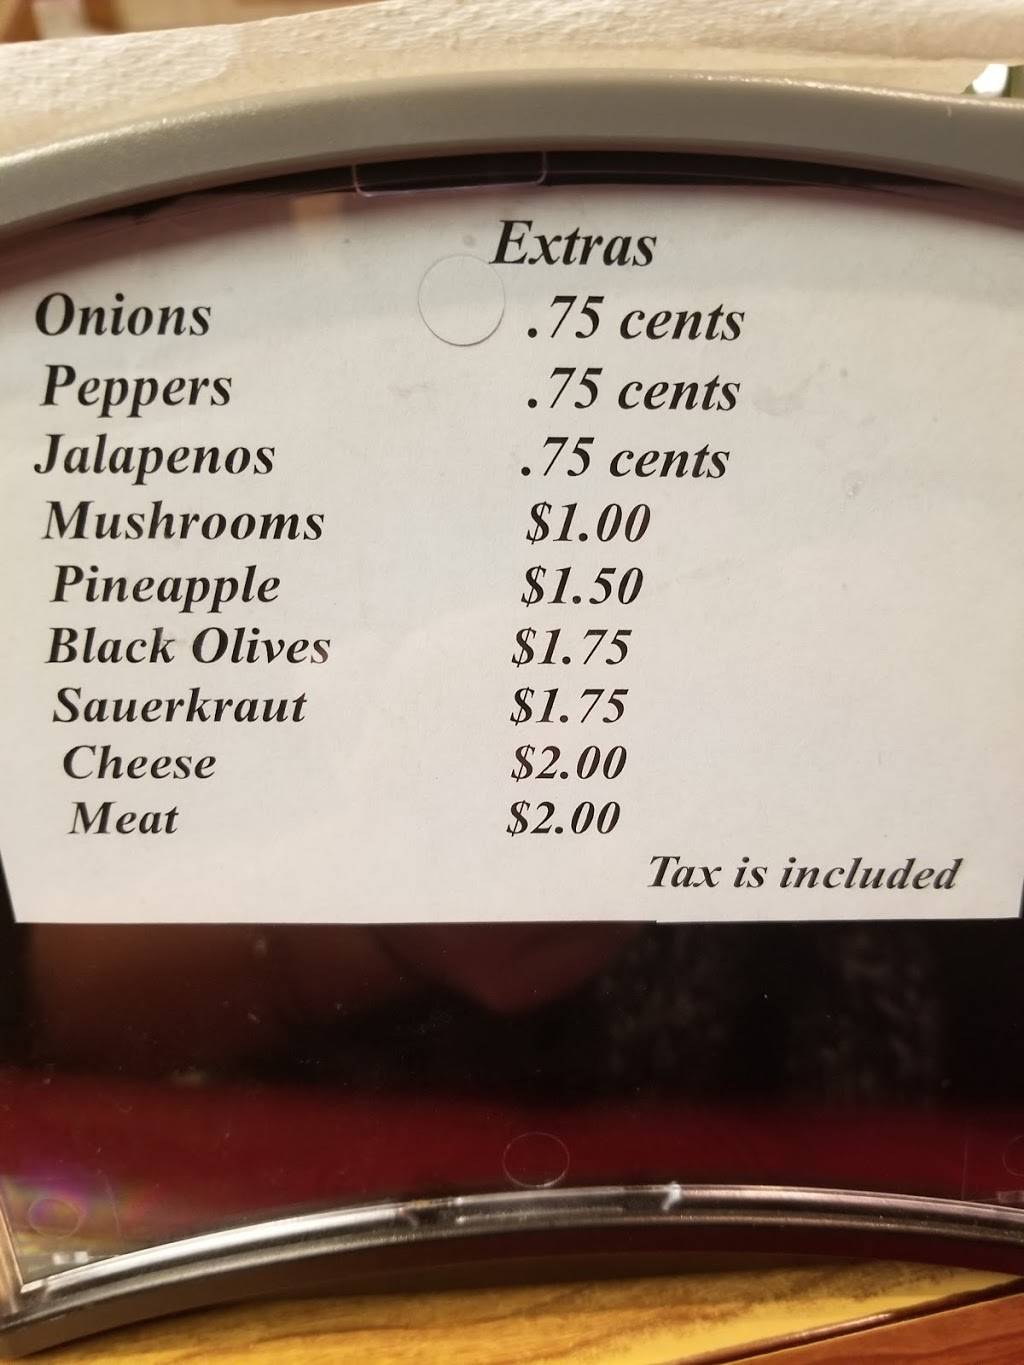 Extras
Onions .75 cents
Peppers .75 cents
Jalapenos .75 cents
Mushrooms $1.00
Pineapple $1.50
Black Olives $1.75
Sauerkraut $1.75
Cheese $2.00
Meat $2.00
Tax is included